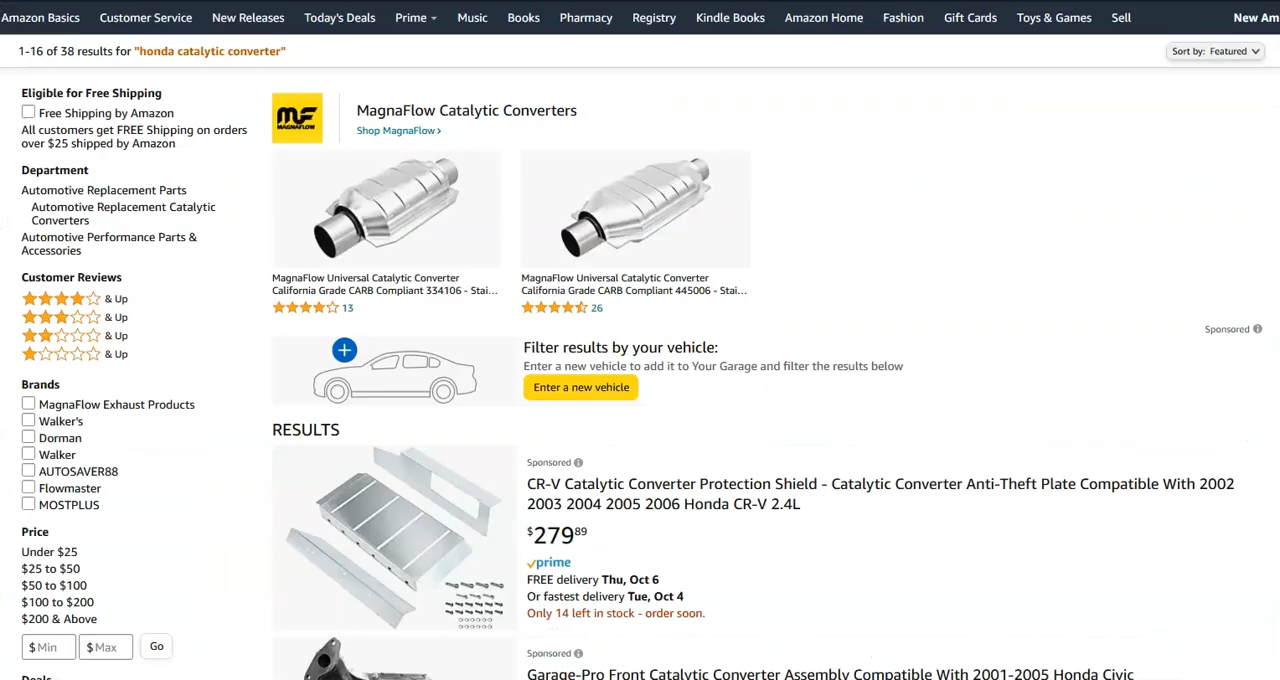 Amazon Basics Customer Service New Releases Today's Deals Prime Music Books Pharmacy Registry Kindle Books Amazon Home Fashion Gift Cards Toys & Games Sell New Am
1-16 of 38 results for "honda catalytic converter"
Sort by: Featured
Eligible for Free Shipping
Free Shipping by Amazon
All customers get FREE Shipping on orders
over $25 shipped by Amazon
Department
Automotive Replacement Parts
Automotive Replacement Catalytic
Converters
Automotive Performance Parts &
Accessories
Customer Reviews
& Up
& Up
& Up
& Up
Brands
MagnaFlow Exhaust Products
Walker's
Dorman
Walker
AUTOSAVER88
Flowmaster
MOSTPLUS
Price
Under $25
$25 to $50
$50 to $100
$100 to $200
$200 & Above
$ Min $ Max Go
Deals
MF
MAGNAFLOW
MagnaFlow Catalytic Converters
Shop MagnaFlow ›
MagnaFlow Universal Catalytic Converter
California Grade CARB Compliant 334106 - Stai...
13
MagnaFlow Universal Catalytic Converter
California Grade CARB Compliant 445006 - Stai...
26
Sponsored
Filter results by your vehicle:
Enter a new vehicle to add it to Your Garage and filter the results below
Enter a new vehicle
RESULTS
Sponsored
CR-V Catalytic Converter Protection Shield - Catalytic Converter Anti-Theft Plate Compatible With 2002
2003 2004 2005 2006 Honda CR-V 2.4L
$279.89
prime
FREE delivery Thu, Oct 6
Or fastest delivery Tue, Oct 4
Only 14 left in stock - order soon.
Sponsored
Garage-Pro Front Catalytic Converter Assembly Compatible With 2001-2005 Honda Civic